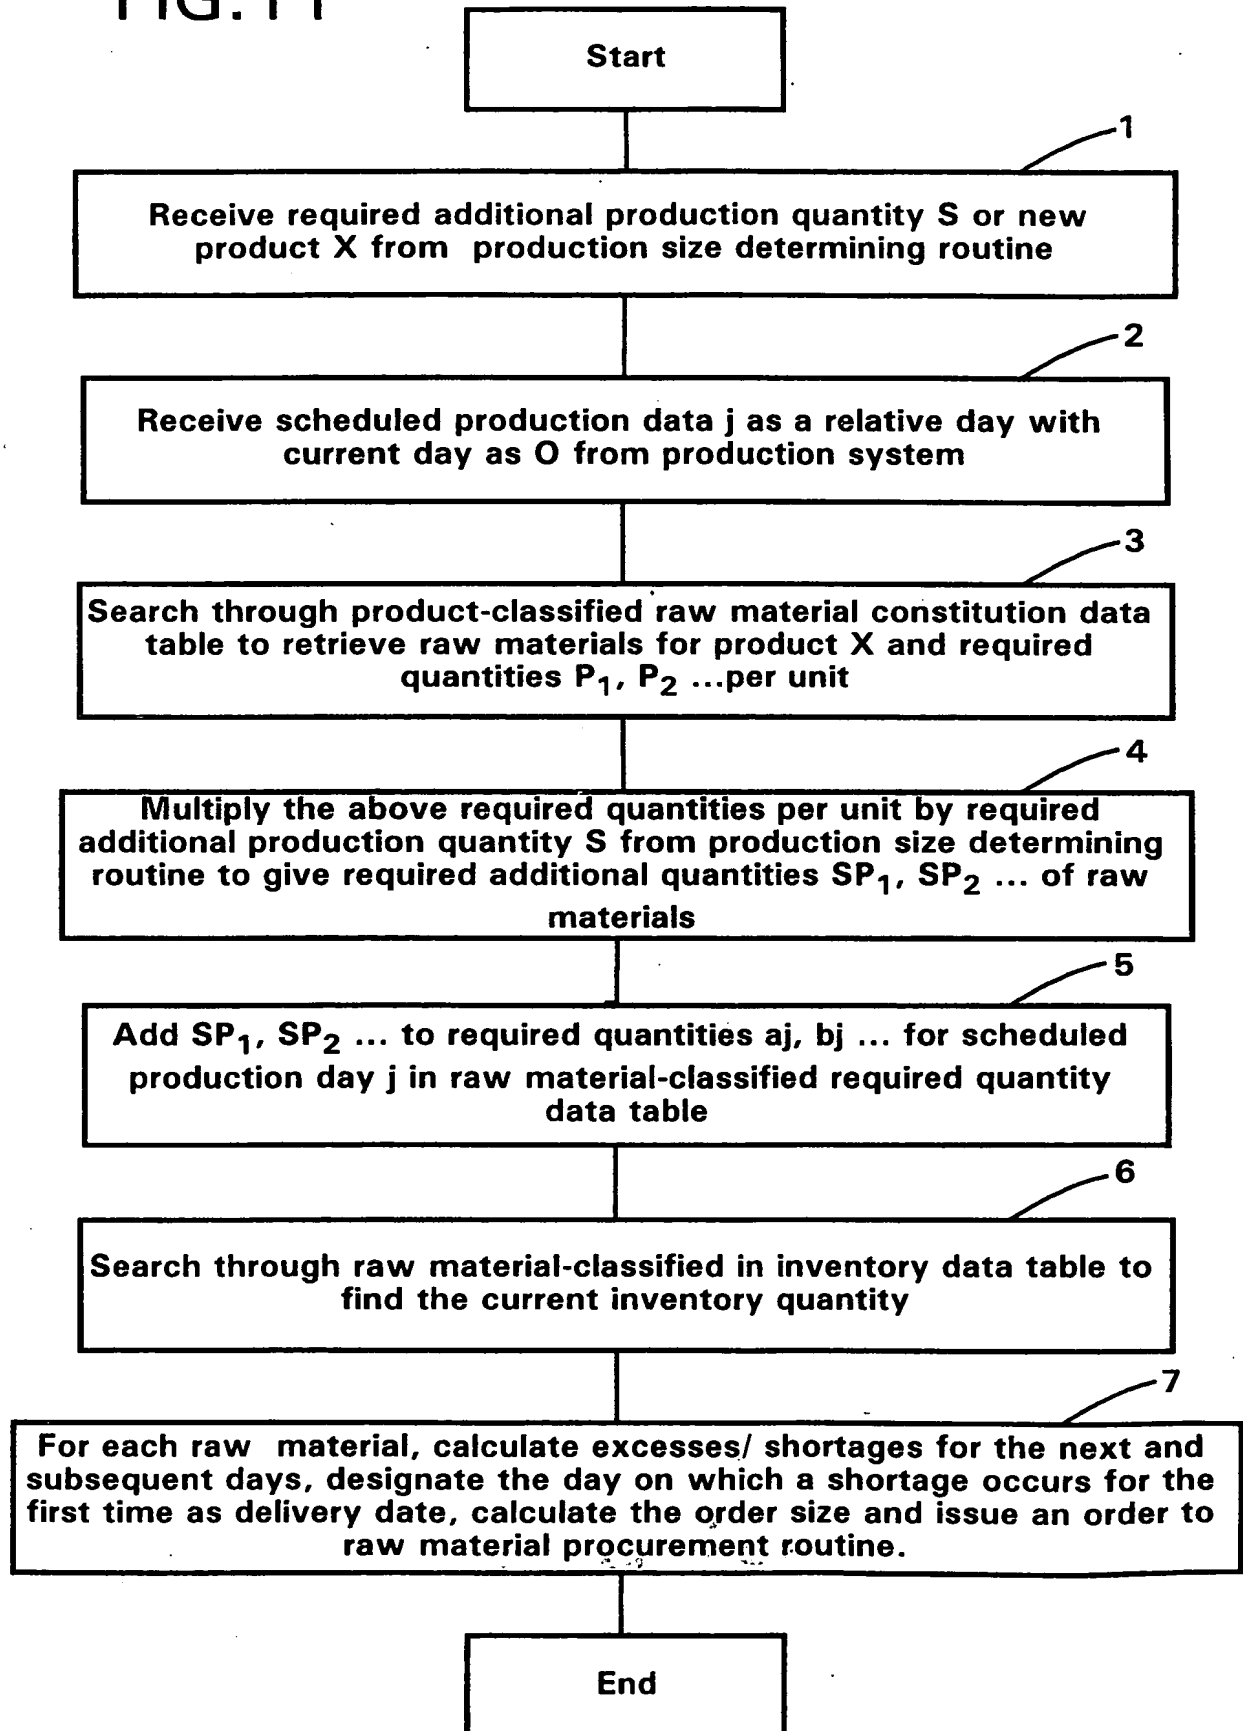 FIG. 11
Start
1
Receive required additional production quantity S or new
product X from production size determining routine
2
Receive scheduled production data j as a relative day with
current day as O from production system
3
Search through product-classified raw material constitution data
table to retrieve raw materials for product X and required
quantities P₁, P₂ ...per unit
4
Multiply the above required quantities per unit by required
additional production quantity S from production size determining
routine to give required additional quantities SP₁, SP₂ ... of raw
materials
5
Add SP₁, SP₂ ... to required quantities aj, bj ... for scheduled
production day j in raw material-classified required quantity
data table
6
Search through raw material-classified in inventory data table to
find the current inventory quantity
7
For each raw material, calculate excesses/ shortages for the next and
subsequent days, designate the day on which a shortage occurs for the
first time as delivery date, calculate the order size and issue an order to
raw material procurement routine.
End